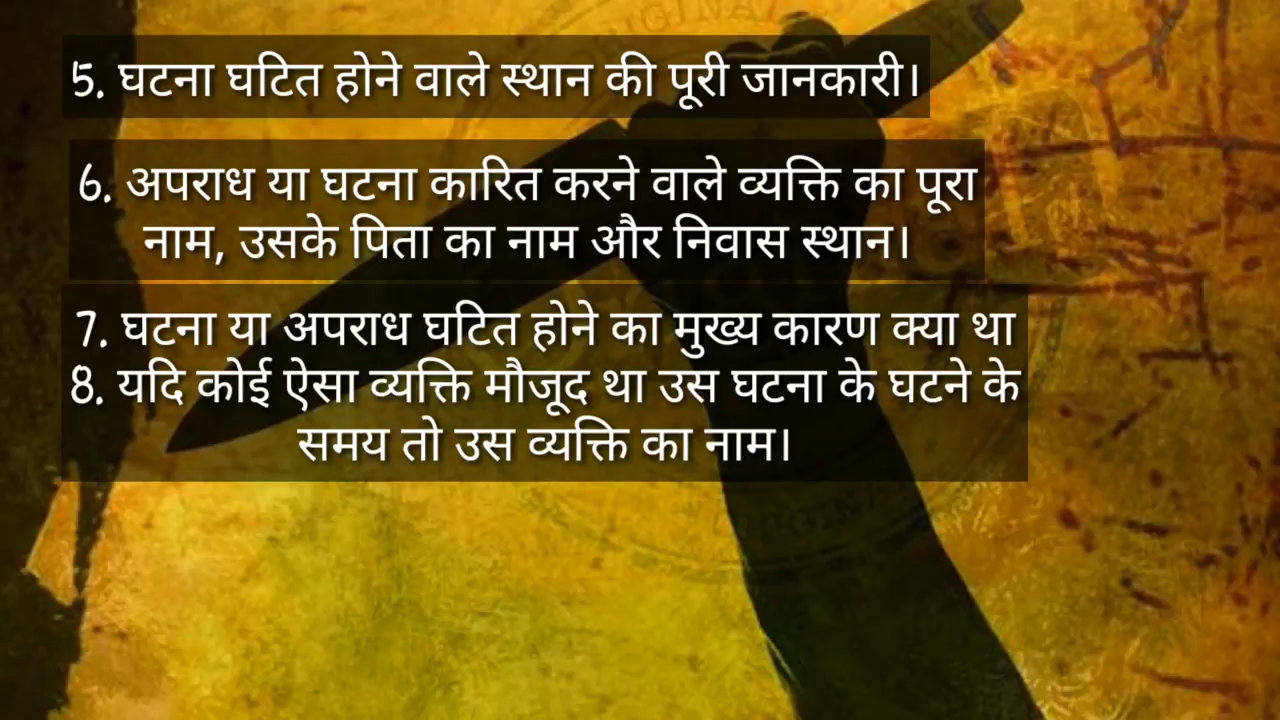 5. घटना घटित होने वाले स्थान की पूरी जानकारी।
6. अपराध या घटना कारित करने वाले व्यक्ति का पूरा
नाम, उसके पिता का नाम और निवास स्थान।
7. घटना या अपराध घटित होने का मुख्य कारण क्या था
8. यदि कोई ऐसा व्यक्ति मौजूद था उस घटना के घटने के
समय तो उस व्यक्ति का नाम।